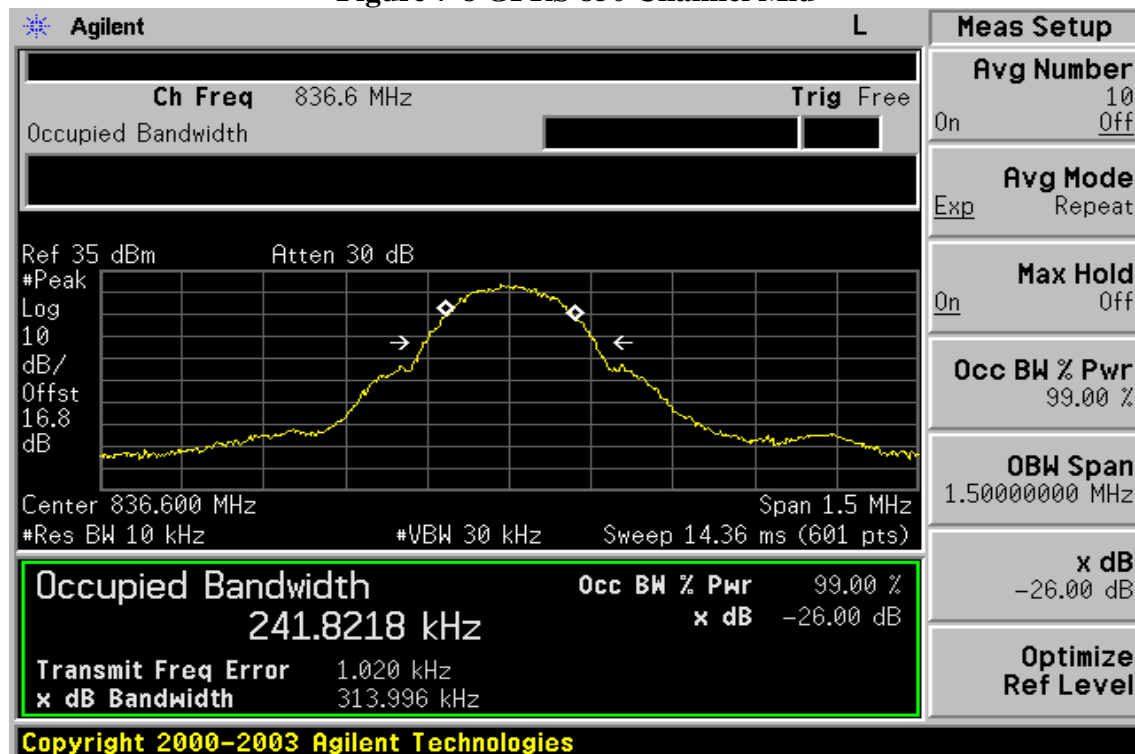 Agilent L Meas Setup
Ch Freq 836.6 MHz Trig Free
Occupied Bandwidth
Avg Number
10
On Off
Avg Mode
Exp Repeat
Max Hold
On Off
Occ BW % Pwr
99.00 %
OBW Span
1.50000000 MHz
x dB
-26.00 dB
Optimize
Ref Level
Ref 35 dBm Atten 30 dB
#Peak
Log
10
dB/
Offst
16.8
dB
Center 836.600 MHz Span 1.5 MHz
#Res BW 10 kHz #VBW 30 kHz Sweep 14.36 ms (601 pts)
Occupied Bandwidth Occ BW % Pwr 99.00 %
241.8218 kHz x dB -26.00 dB
Transmit Freq Error 1.020 kHz
x dB Bandwidth 313.996 kHz
Copyright 2000-2003 Agilent Technologies